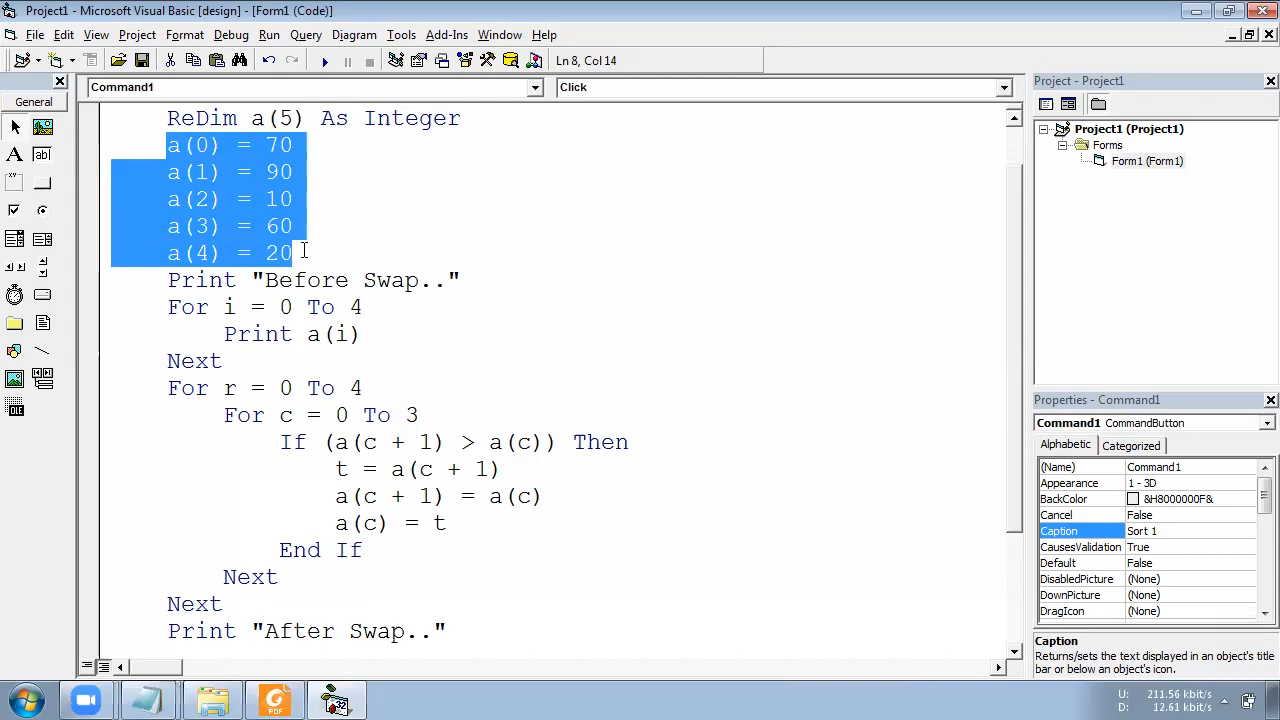 Project1 - Microsoft Visual Basic [design] - [Form1 (Code)]
File Edit View Project Format Debug Run Query Diagram Tools Add-Ins Window Help
Ln 8, Col 14
General
Command1
Click
ReDim a(5) As Integer
a(0) = 70
a(1) = 90
a(2) = 10
a(3) = 60
a(4) = 20
Print "Before Swap.."
For i = 0 To 4
Print a(i)
Next
For r = 0 To 4
For c = 0 To 3
If (a(c + 1) > a(c)) Then
t = a(c + 1)
a(c + 1) = a(c)
a(c) = t
End If
Next
Next
Print "After Swap.."
Project - Project1
Project1 (Project1)
Forms
Form1 (Form1)
Properties - Command1
Command1 CommandButton
Alphabetic Categorized
(Name) Command1
Appearance 1 - 3D
BackColor &H8000000F&
Cancel False
Caption Sort 1
CausesValidation True
Default False
DisabledPicture (None)
DownPicture (None)
DragIcon (None)
Caption
Returns/sets the text displayed in an object's title
bar or below an object's icon.
U: 211.56 kbit/s
D: 12.61 kbit/s